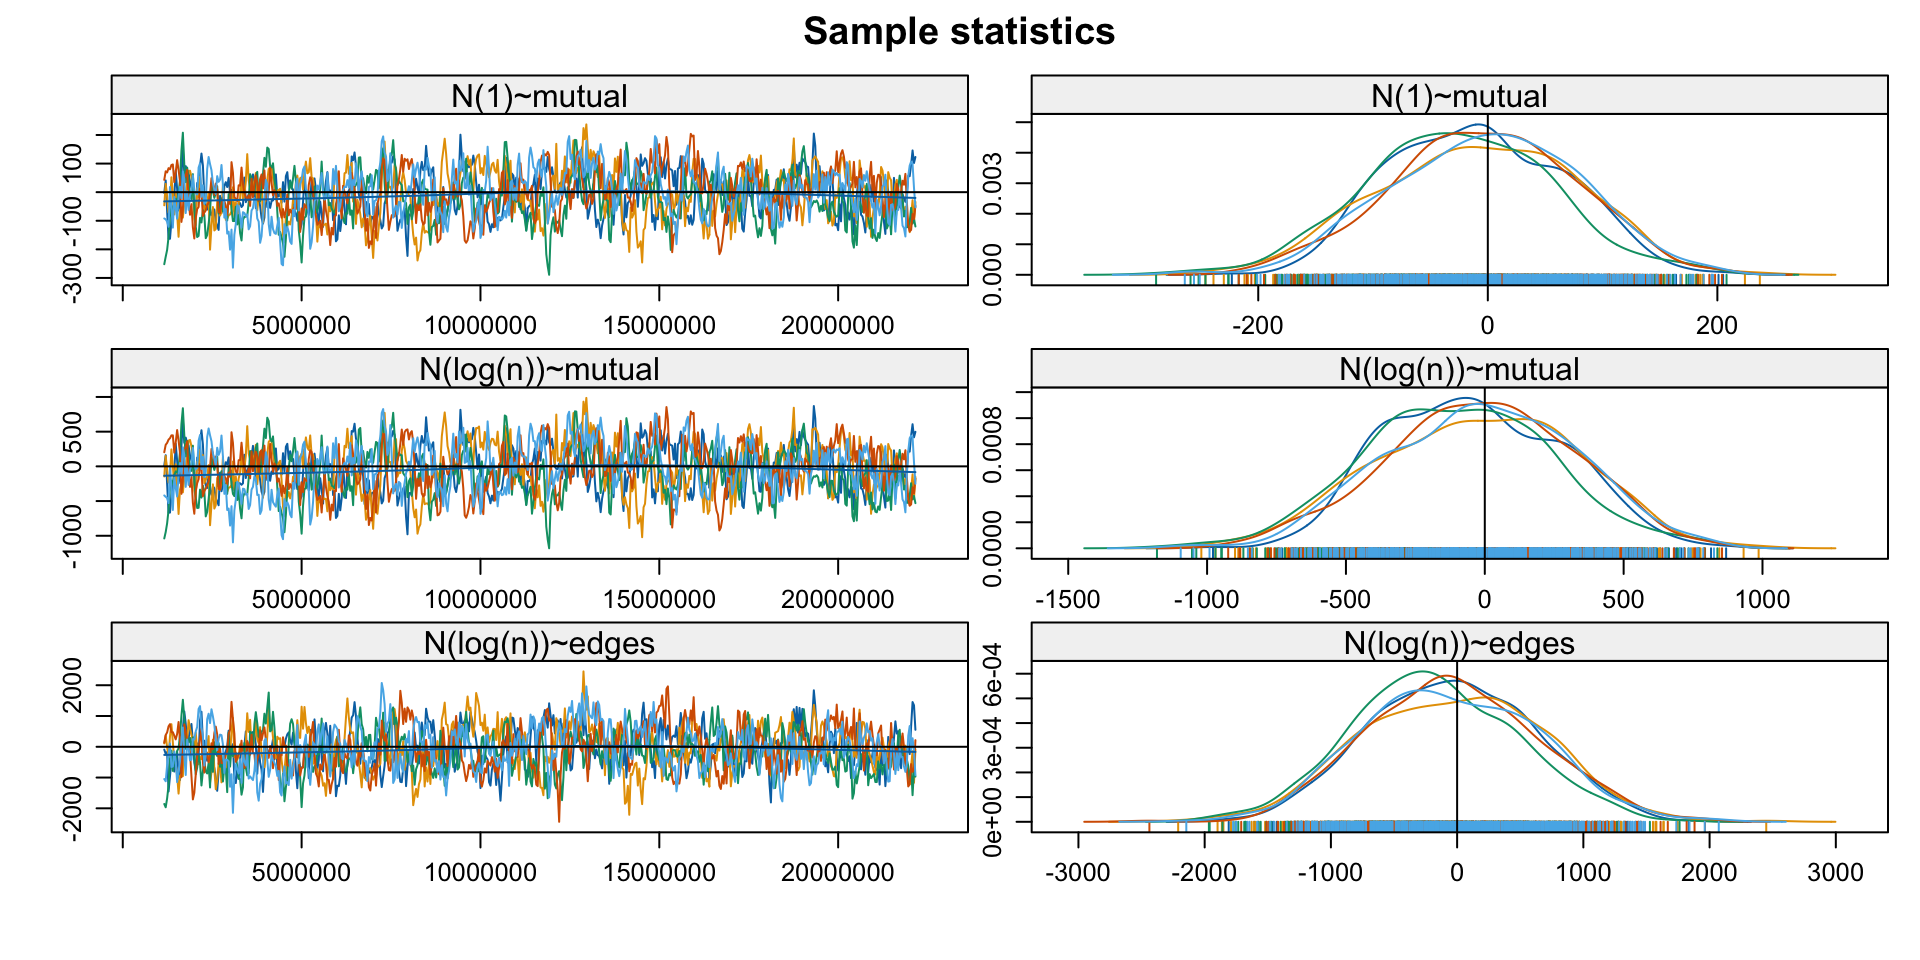 Sample statistics
N(1)~mutual
N(1)~mutual
-300 -100 100
5000000 10000000 15000000 20000000
0.000 0.003
-200 0 200
N(log(n))~mutual
N(log(n))~mutual
-1000 0 500
5000000 10000000 15000000 20000000
0.0000 0.0008
-1500 -1000 -500 0 500 1000
N(log(n))~edges
N(log(n))~edges
-2000 0 2000
5000000 10000000 15000000 20000000
0e+00 3e-04 6e-04
-3000 -2000 -1000 0 1000 2000 3000